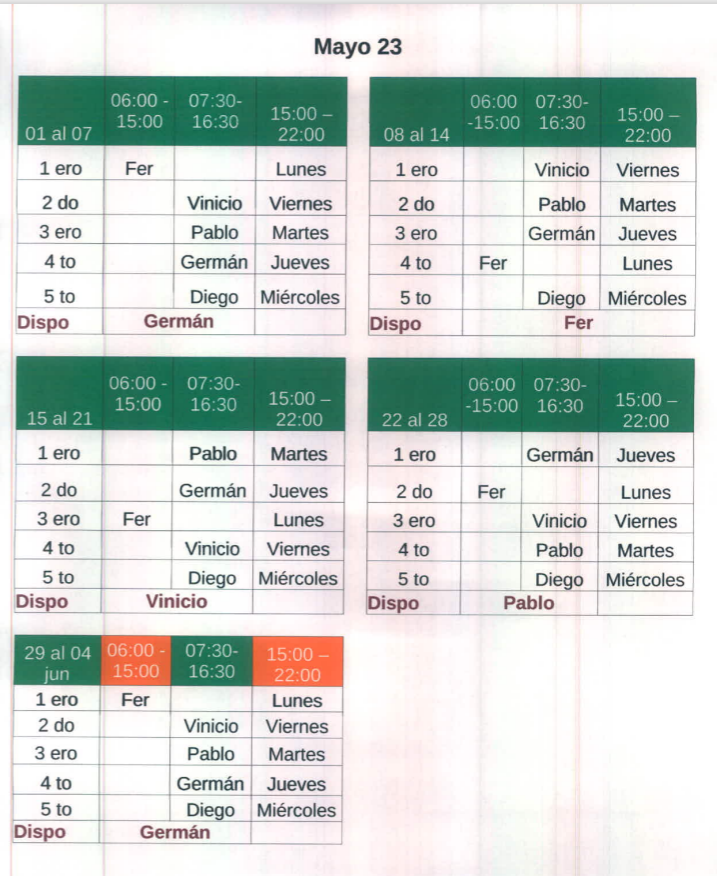 Mayo 23
01 al 07 06:00 - 15:00 07:30- 16:30 15:00 – 22:00
1 ero Fer Lunes
2 do Vinicio Viernes
3 ero Pablo Martes
4 to Germán Jueves
5 to Diego Miércoles
Dispo Germán
08 al 14 06:00 -15:00 07:30- 16:30 15:00 – 22:00
1 ero Vinicio Viernes
2 do Pablo Martes
3 ero Germán Jueves
4 to Fer Lunes
5 to Diego Miércoles
Dispo Fer
15 al 21 06:00 - 15:00 07:30- 16:30 15:00 – 22:00
1 ero Pablo Martes
2 do Germán Jueves
3 ero Fer Lunes
4 to Vinicio Viernes
5 to Diego Miércoles
Dispo Vinicio
22 al 28 06:00 -15:00 07:30- 16:30 15:00 – 22:00
1 ero Germán Jueves
2 do Fer Lunes
3 ero Vinicio Viernes
4 to Pablo Martes
5 to Diego Miércoles
Dispo Pablo
29 al 04 jun 06:00 - 15:00 07:30- 16:30 15:00 – 22:00
1 ero Fer Lunes
2 do Vinicio Viernes
3 ero Pablo Martes
4 to Germán Jueves
5 to Diego Miércoles
Dispo Germán